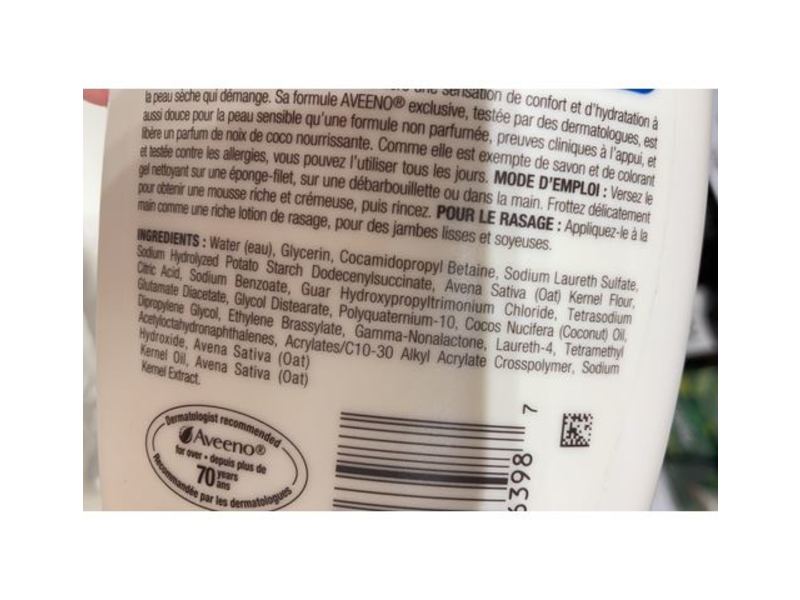 sensation de confort et d'hydratation à
la peau sèche qui démange. Sa formule AVEENO® exclusive, testée par des dermatologues, est
aussi douce pour la peau sensible qu'une formule non parfumée, preuves cliniques à l'appui, et
libère un parfum de noix de coco nourrissante. Comme elle est exempte de savon et de colorant
et testée contre les allergies, vous pouvez l'utiliser tous les jours. MODE D'EMPLOI : Versez le
gel nettoyant sur une éponge-filet, sur une débarbouillette ou dans la main. Frottez délicatement
pour obtenir une mousse riche et crémeuse, puis rincez. POUR LE RASAGE : Appliquez-le à la
main comme une riche lotion de rasage, pour des jambes lisses et soyeuses.
INGREDIENTS : Water (eau), Glycerin, Cocamidopropyl Betaine, Sodium Laureth Sulfate,
Sodium Hydrolyzed Potato Starch Dodecenylsuccinate, Avena Sativa (Oat) Kernel Flour,
Citric Acid, Sodium Benzoate, Guar Hydroxypropyltrimonium Chloride, Tetrasodium
Glutamate Diacetate, Glycol Distearate, Polyquaternium-10, Cocos Nucifera (Coconut) Oil,
Dipropylene Glycol, Ethylene Brassylate, Gamma-Nonalactone, Laureth-4, Tetramethyl
Acetyloctahydronaphthalenes, Acrylates/C10-30 Alkyl Acrylate Crosspolymer, Sodium
Hydroxide, Avena Sativa (Oat)
Kernel Oil, Avena Sativa (Oat)
Kernel Extract.
Dermatologist recommended
Aveeno®
for over • depuis plus de
70 years
ans
Recommandée par les dermatologues
6398 7